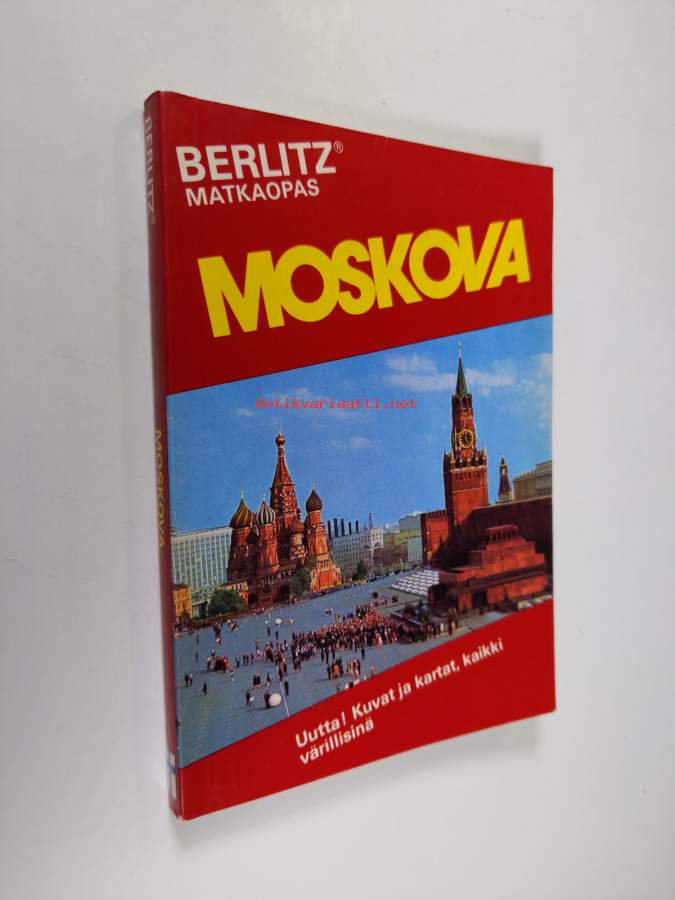 BERLITZ®
MATKAOPAS
MOSKOVA
antikvariaatti.net
Uutta! Kuvat ja kartat, kaikki
värillisinä
BERLITZ®
MOSKOVA